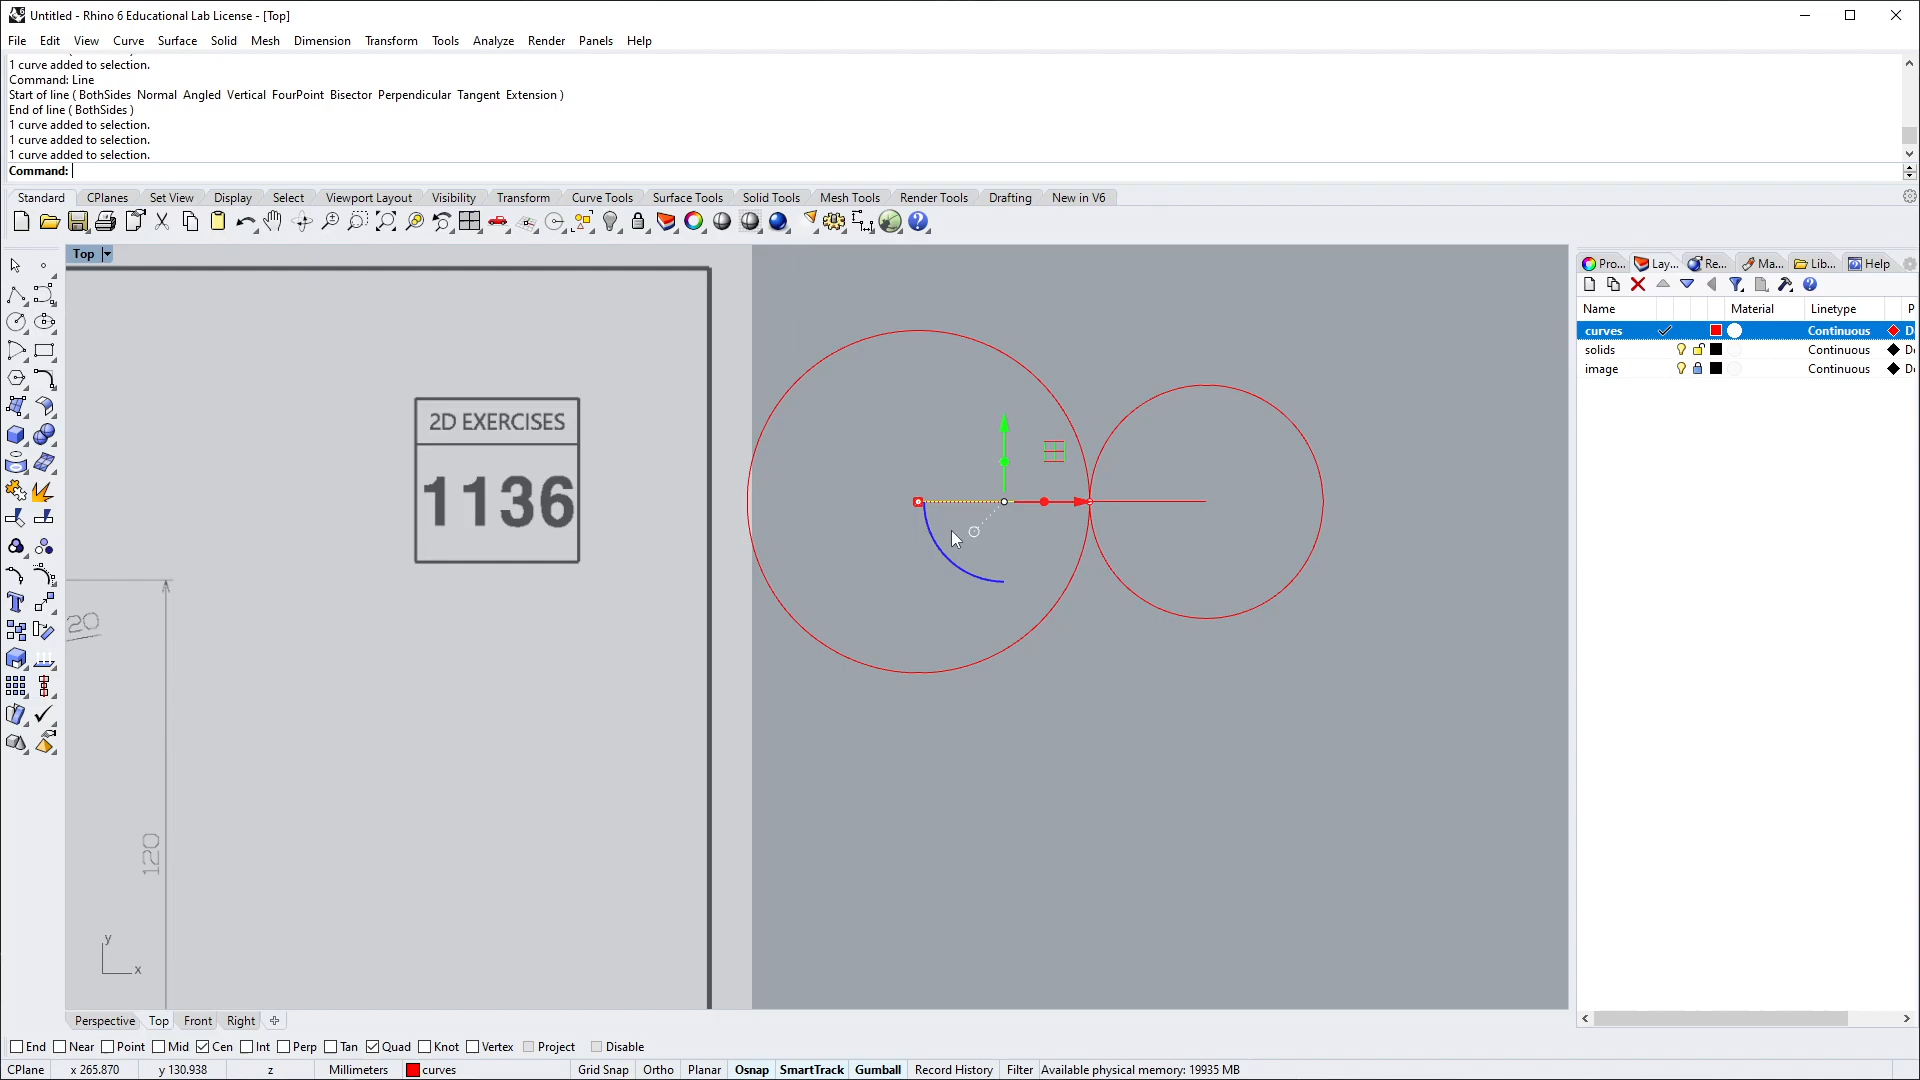 Untitled - Rhino 6 Educational Lab License - [Top]
File Edit View Curve Surface Solid Mesh Dimension Transform Tools Analyze Render Panels Help
1 curve added to selection.
Command: Line
Start of line ( BothSides Normal Angled Vertical FourPoint Bisector Perpendicular Tangent Extension )
End of line ( BothSides )
1 curve added to selection.
1 curve added to selection.
1 curve added to selection.
Command:
Standard CPlanes Set View Display Select Viewport Layout Visibility Transform Curve Tools Surface Tools Solid Tools Mesh Tools Render Tools Drafting New in V6
Top
Pro... Lay... Re... Ma... Lib... Help
Name Material Linetype P
curves Continuous D
solids Continuous D
image Continuous D
2D EXERCISES
1136
20
120
y
x
Perspective Top Front Right
End Near Point Mid Cen Int Perp Tan Quad Knot Vertex Project Disable
CPlane x 265.870 y 130.938 z Millimeters curves Grid Snap Ortho Planar Osnap SmartTrack Gumball Record History Filter Available physical memory: 19935 MB